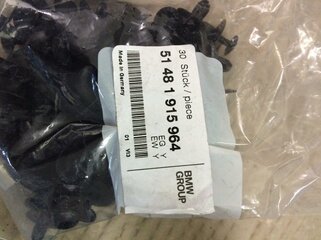 30 Stück / piece
51 48 1 915 964
EG Y
EW Y
BMW
GROUP
Made in Germany
01